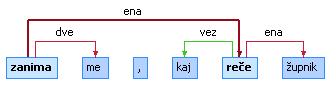 ena
dve vez ena
zanima me , kaj reče župnik